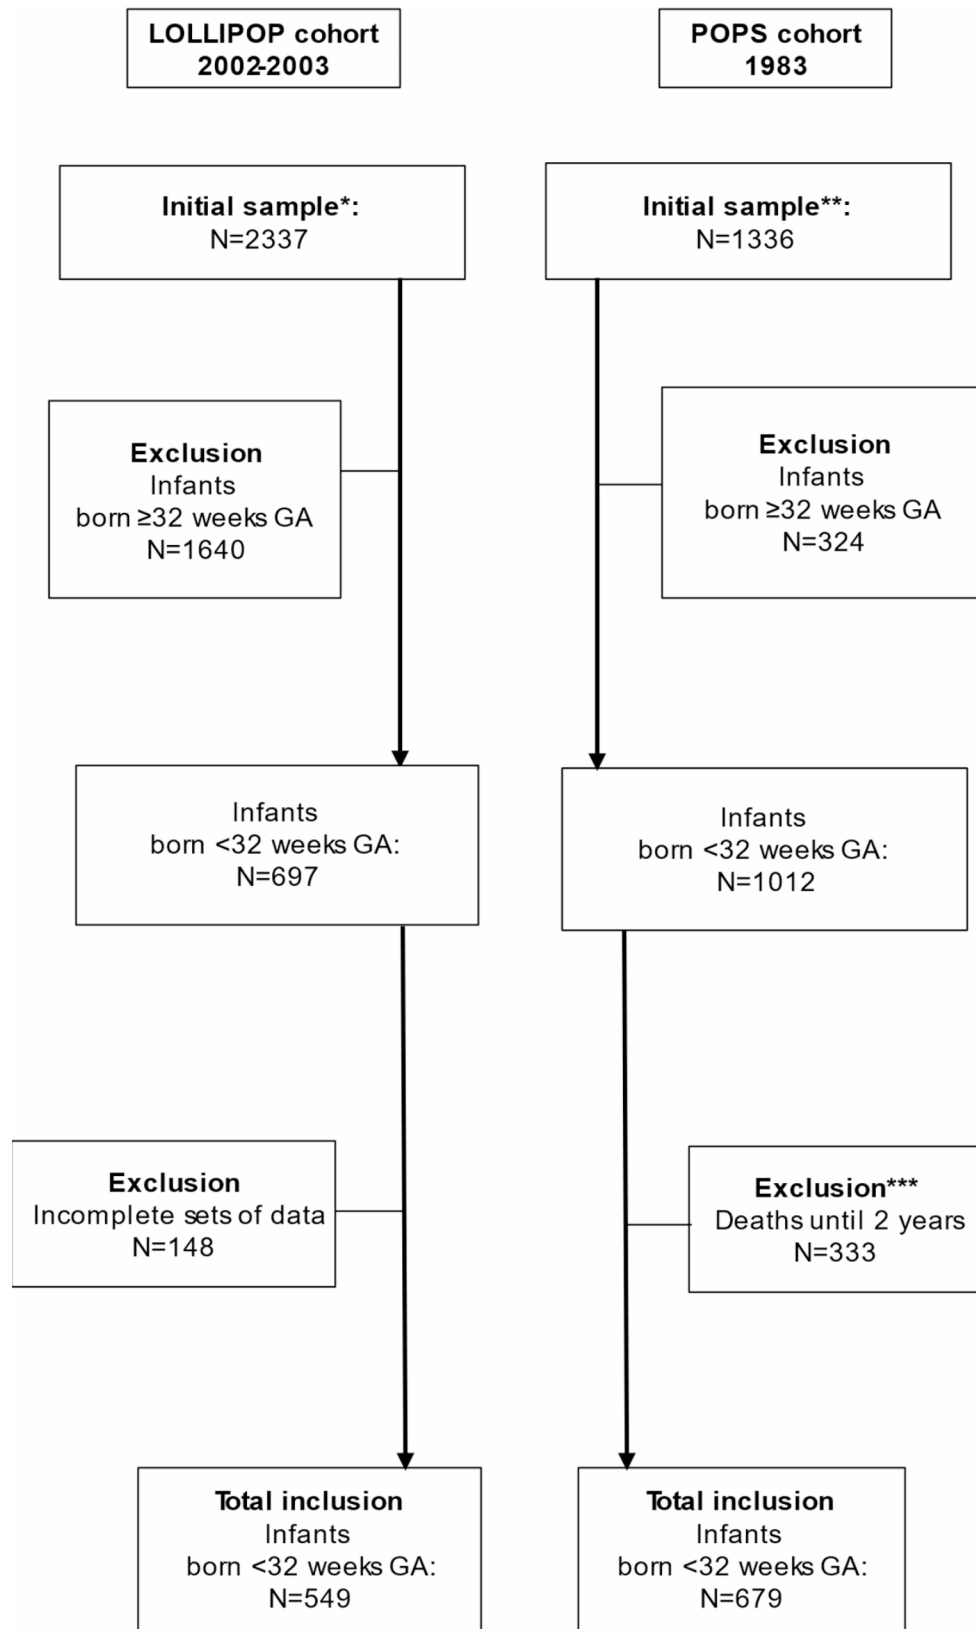 LOLLIPOP cohort
2002-2003
Initial sample*:
N=2337
Exclusion
Infants
born ≥32 weeks GA
N=1640
Infants
born <32 weeks GA:
N=697
Exclusion
Incomplete sets of data
N=148
Total inclusion
Infants
born <32 weeks GA:
N=549
POPS cohort
1983
Initial sample**:
N=1336
Exclusion
Infants
born ≥32 weeks GA
N=324
Infants
born <32 weeks GA:
N=1012
Exclusion***
Deaths until 2 years
N=333
Total inclusion
Infants
born <32 weeks GA:
N=679